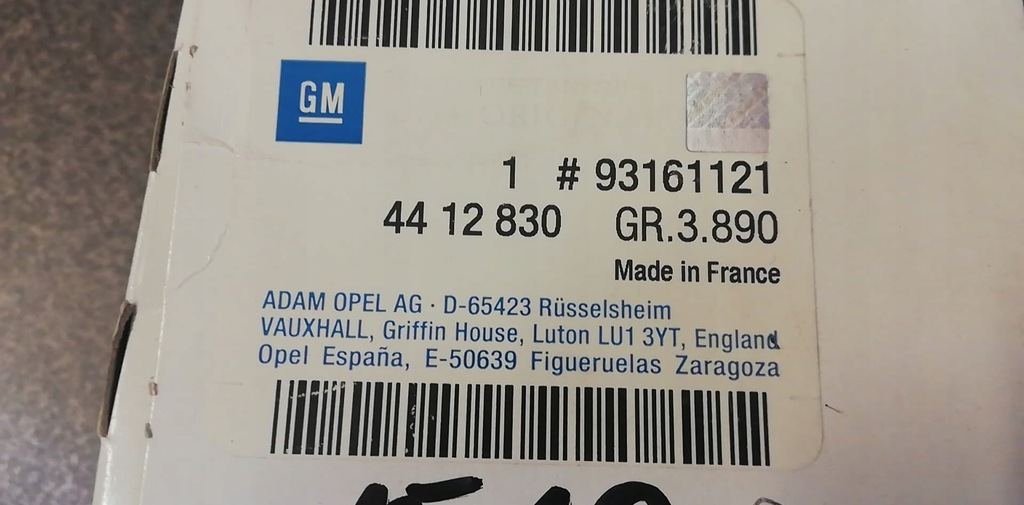 GM
1 # 93161121
44 12 830 GR.3.890
Made in France
ADAM OPEL AG · D-65423 Rüsselsheim
VAUXHALL, Griffin House, Luton LU1 3YT, England
Opel España, E-50639 Figueruelas Zaragoza